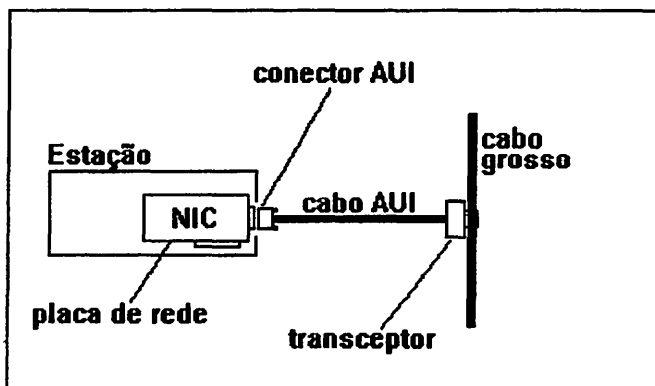 conector AUI
Estação
cabo
grosso
NIC
cabo AUI
placa de rede
transceptor